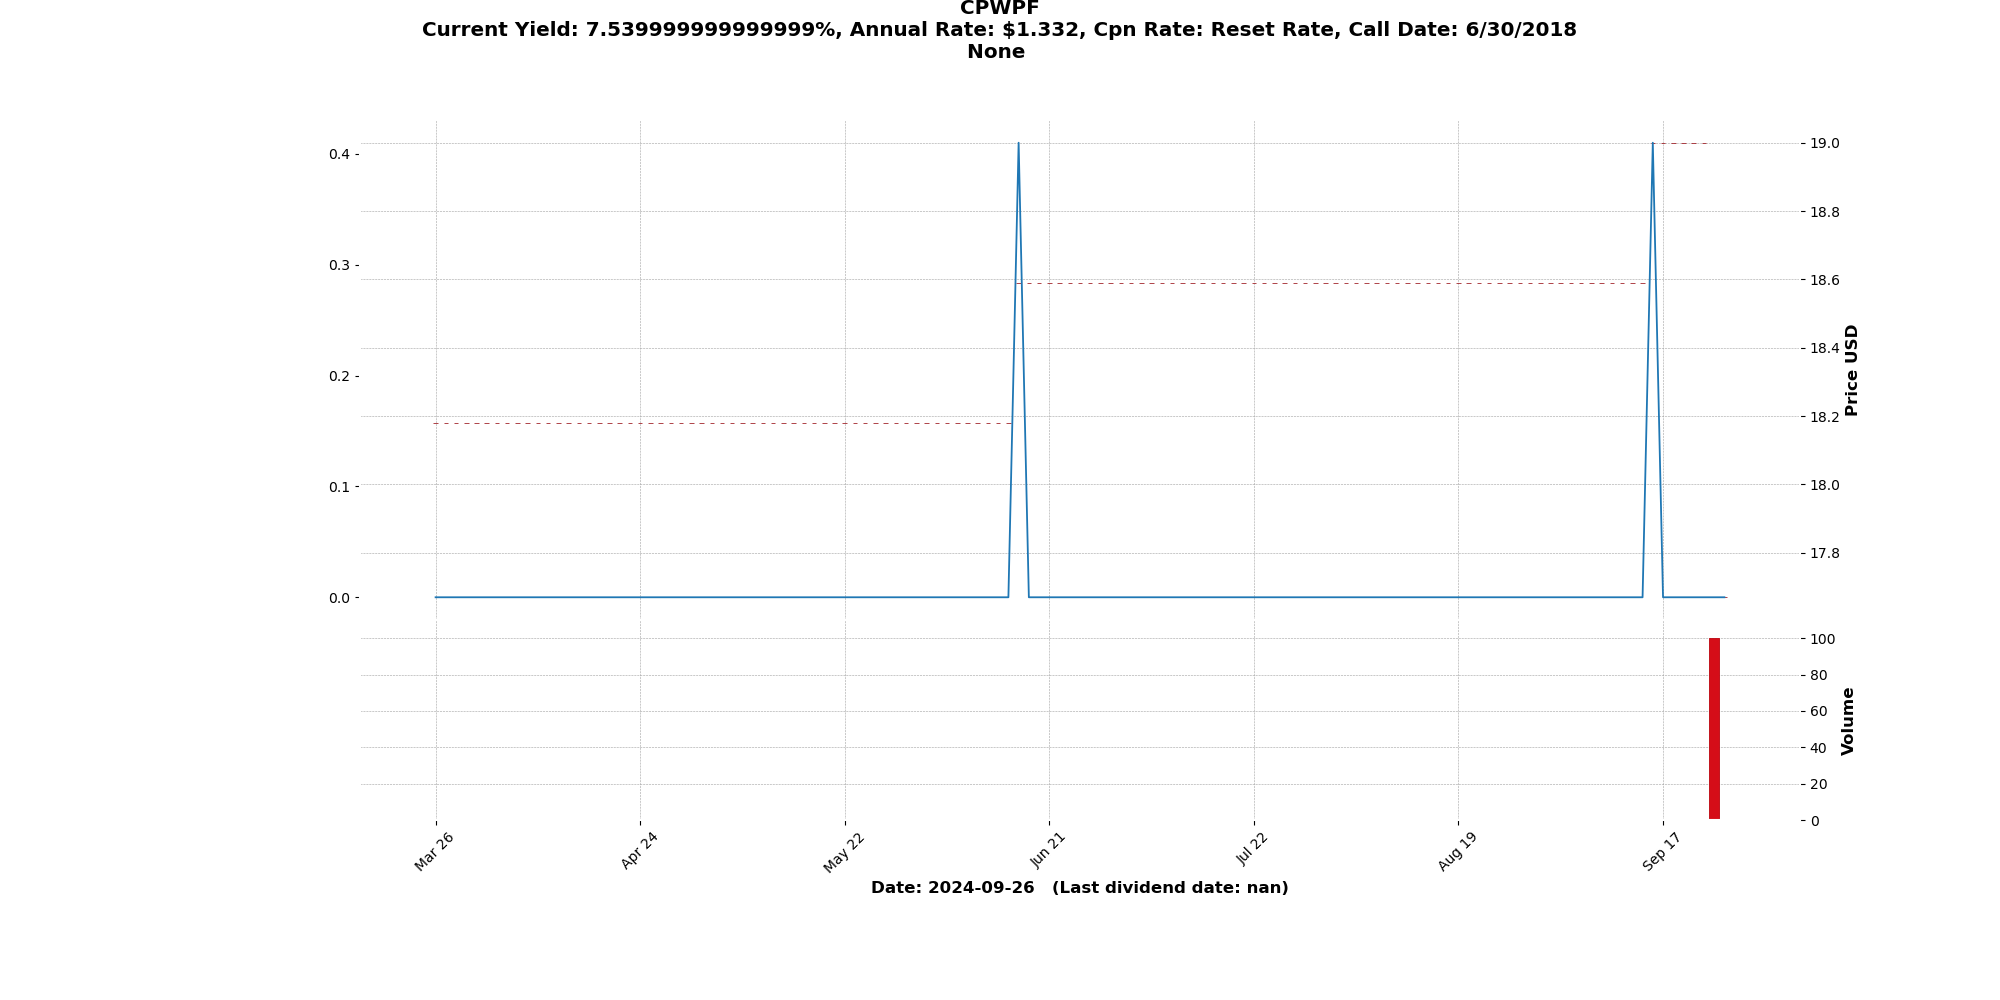 CPWPF
Current Yield: 7.539999999999999%, Annual Rate: $1.332, Cpn Rate: Reset Rate, Call Date: 6/30/2018
None
0.4
0.3
0.2
0.1
0.0
19.0
18.8
18.6
18.4
18.2
18.0
17.8
Price USD
100
80
60
40
20
0
Volume
Mar 26
Apr 24
May 22
Jun 21
Jul 22
Aug 19
Sep 17
Date: 2024-09-26   (Last dividend date: nan)